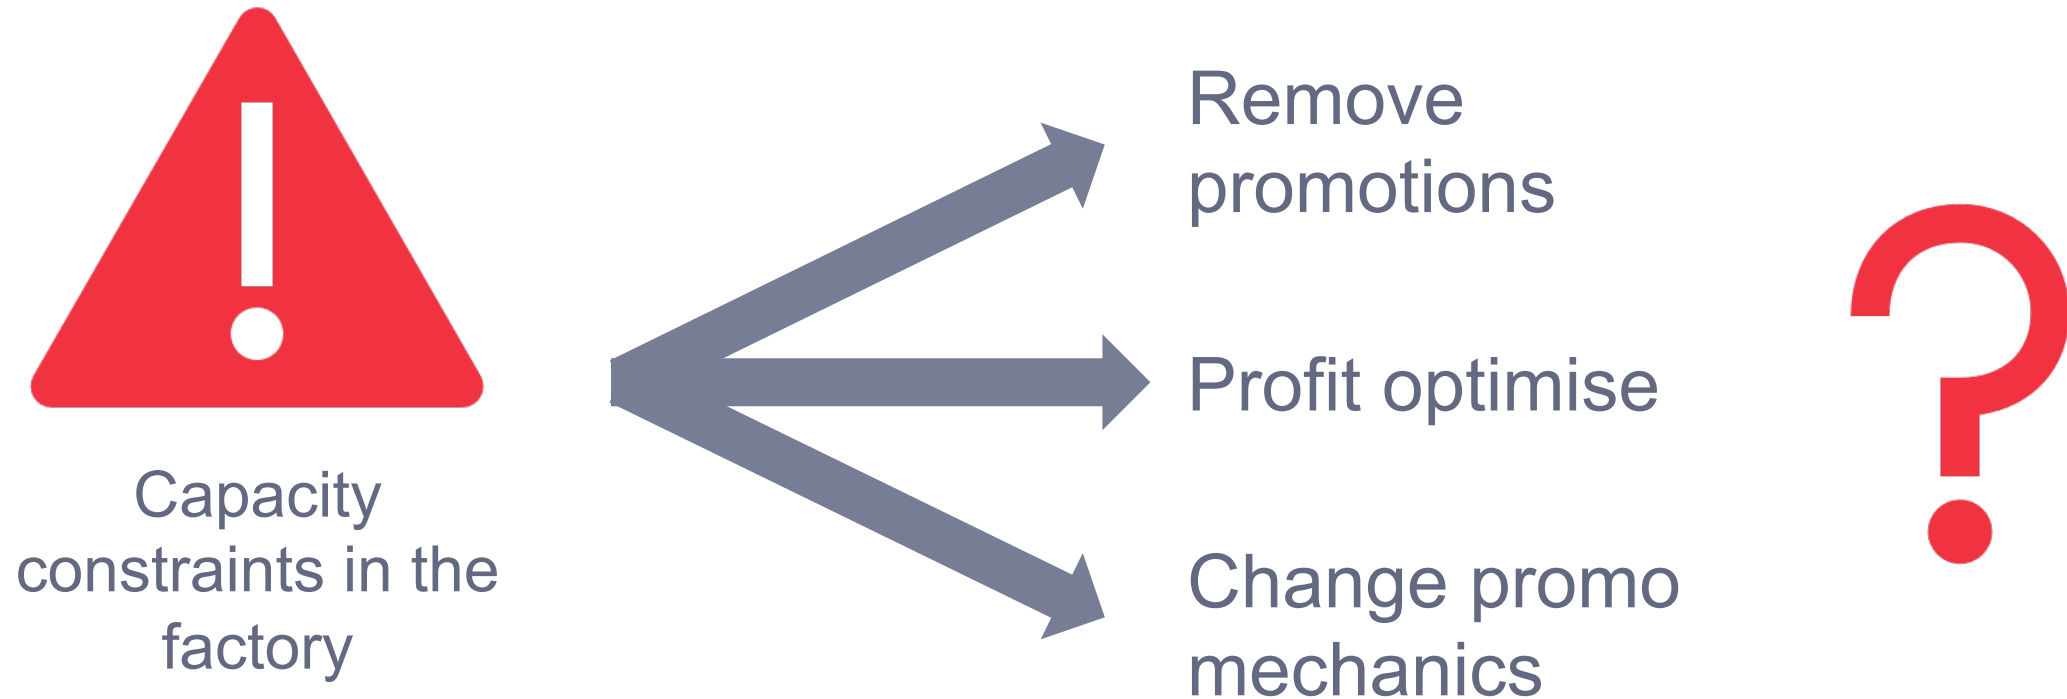 Capacity
constraints in the
factory
Remove
promotions
Profit optimise
Change promo
mechanics
?